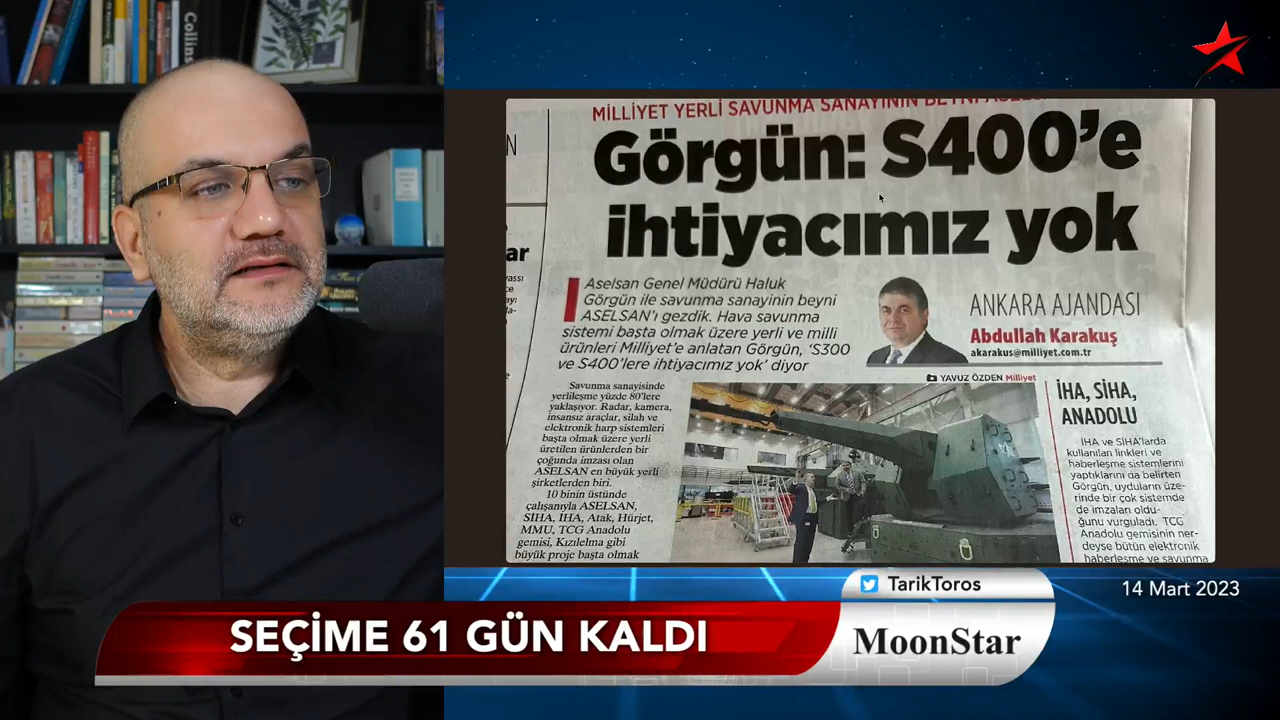 Collins
MİLLİYET YERLİ SAVUNMA SANAYİNİN BEYNİ
Görgün: S400'e
ihtiyacımız yok
Aselsan Genel Müdürü Haluk
Görgün ile savunma sanayinin beyni
ASELSAN'ı gezdik. Hava savunma
sistemi başta olmak üzere yerli ve milli
ürünleri Milliyet'e anlatan Görgün, 'S300
ve S400'lere ihtiyacımız yok' diyor
ANKARA AJANDASI
Abdullah Karakuş
akarakus@milliyet.com.tr
YAVUZ ÖZDEN Milliyet
Savunma sanayisinde
yerlileşme yüzde 80'lere
yaklaşıyor. Radar, kamera,
insansız araçlar, silah ve
elektronik harp sistemleri
başta olmak üzere yerli
üretilen ürünlerden bir
çoğunda imzası olan
ASELSAN en büyük yerli
şirketlerden biri.
10 binin üstünde
çalışanıyla ASELSAN,
SİHA, İHA, Atak, Hürjet,
MMU, TCG Anadolu
gemisi, Kızılelma gibi
büyük proje başta olmak
İHA, SİHA,
ANADOLU
İHA ve SİHA'larda
kullanılan linkleri ve
haberleşme sistemlerini
yaptıklarını da belirten
Görgün, uyduların üze-
rinde bir çok sistemde
de imzaları oldu-
ğunu vurguladı. TCG
Anadolu gemisinin ner-
deyse bütün elektronik
haberleşme ve savunma
TarikToros
14 Mart 2023
SEÇİME 61 GÜN KALDI
MoonStar